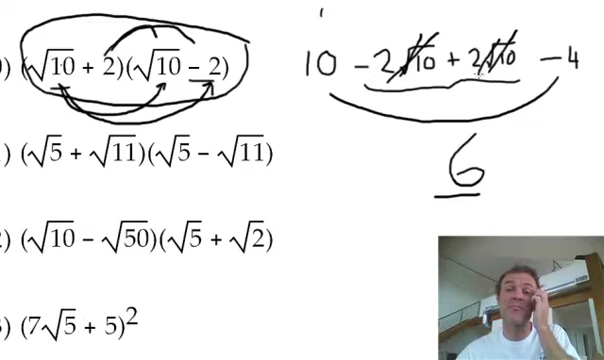 ) (√10 + 2)(√10 − 2) 10 − 2√10 + 2√10 − 4
6
) (√5 + √11)(√5 − √11)
2) (√10 − √50)(√5 + √2)
) (7√5 + 5)²